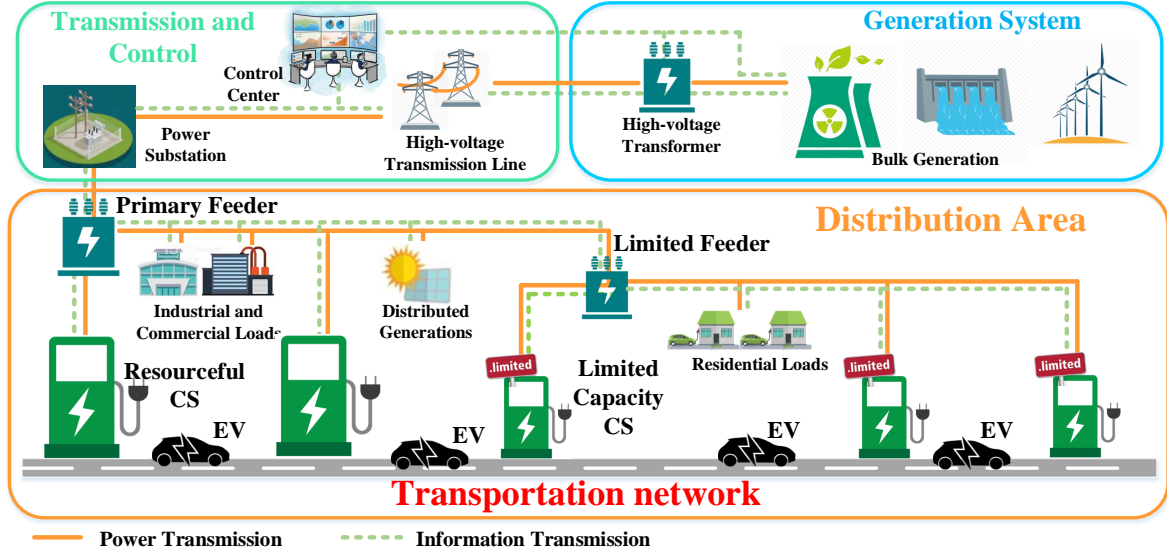 Transmission and
Control
Generation System
Control
Center
Power
Substation
High-voltage
Transmission Line
High-voltage
Transformer
Bulk Generation
Primary Feeder
Distribution Area
Limited Feeder
Industrial and
Commercial Loads
Distributed
Generations
Residential Loads
Resourceful
CS
.limited
Limited
Capacity
CS
.limited
.limited
EV
EV
EV
EV
Transportation network
Power Transmission
Information Transmission